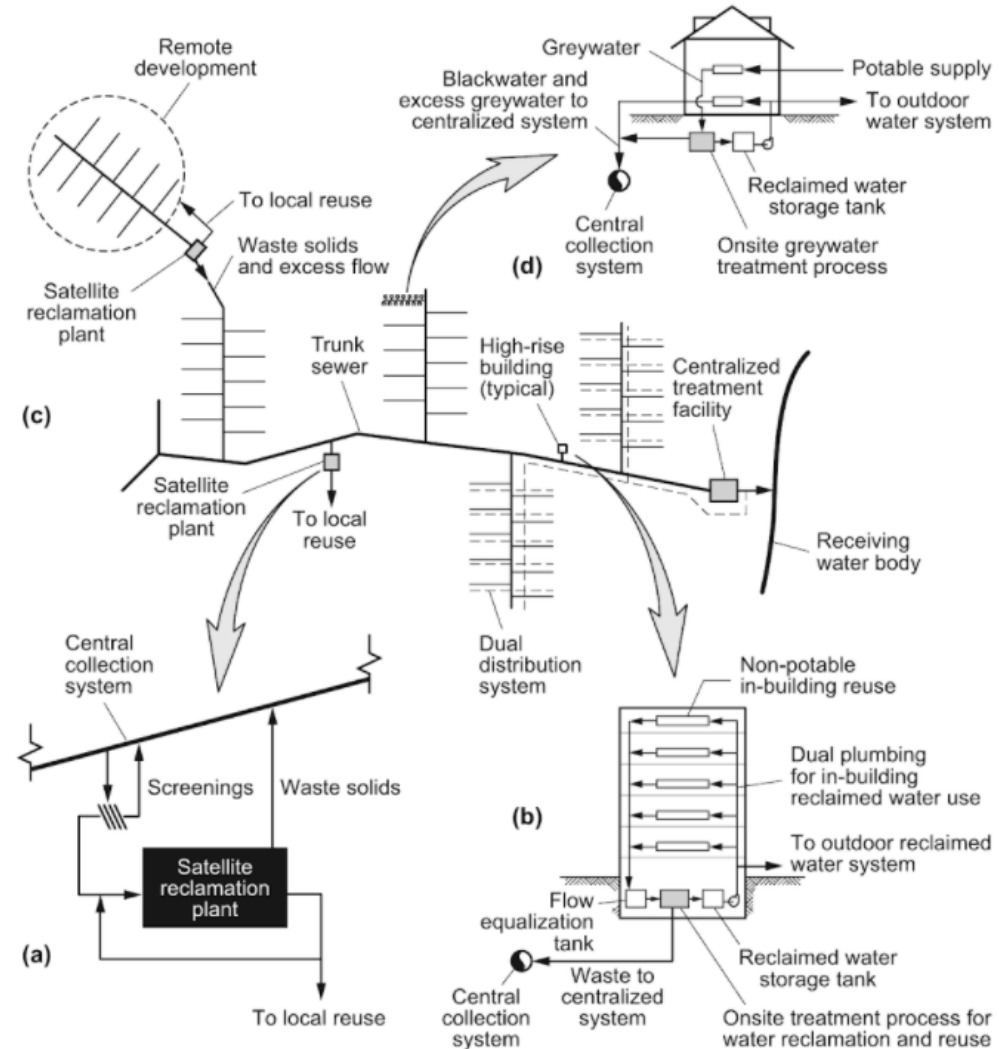 Remote
development
To local reuse
Waste solids
and excess flow
Satellite
reclamation
plant
(c)
Greywater
Blackwater and
excess greywater to
centralized system
Potable supply
To outdoor
water system
Reclaimed water
storage tank
Central
collection
system
(d)
Onsite greywater
treatment process
Trunk
sewer
High-rise
building
(typical)
Centralized
treatment
facility
Satellite
reclamation
plant
To local
reuse
Receiving
water body
Dual
distribution
system
Central
collection
system
Screenings
Waste solids
Satellite
reclamation
plant
(a)
To local reuse
Non-potable
in-building reuse
Dual plumbing
for in-building
reclaimed water use
(b)
To outdoor reclaimed
water system
Flow
equalization
tank
Reclaimed water
storage tank
Central
collection
system
Waste to
centralized
system
Onsite treatment process for
water reclamation and reuse